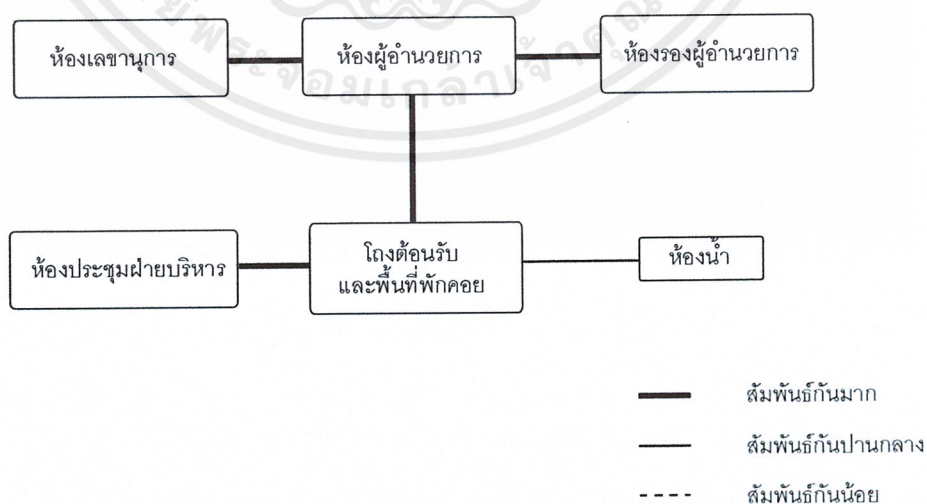 ห้องเลขานุการ
ห้องผู้อำนวยการ
ห้องรองผู้อำนวยการ
ห้องประชุมฝ่ายบริหาร
โถงต้อนรับ
และพื้นที่พักคอย
ห้องน้ำ
สัมพันธ์กันมาก
สัมพันธ์กันปานกลาง
สัมพันธ์กันน้อย